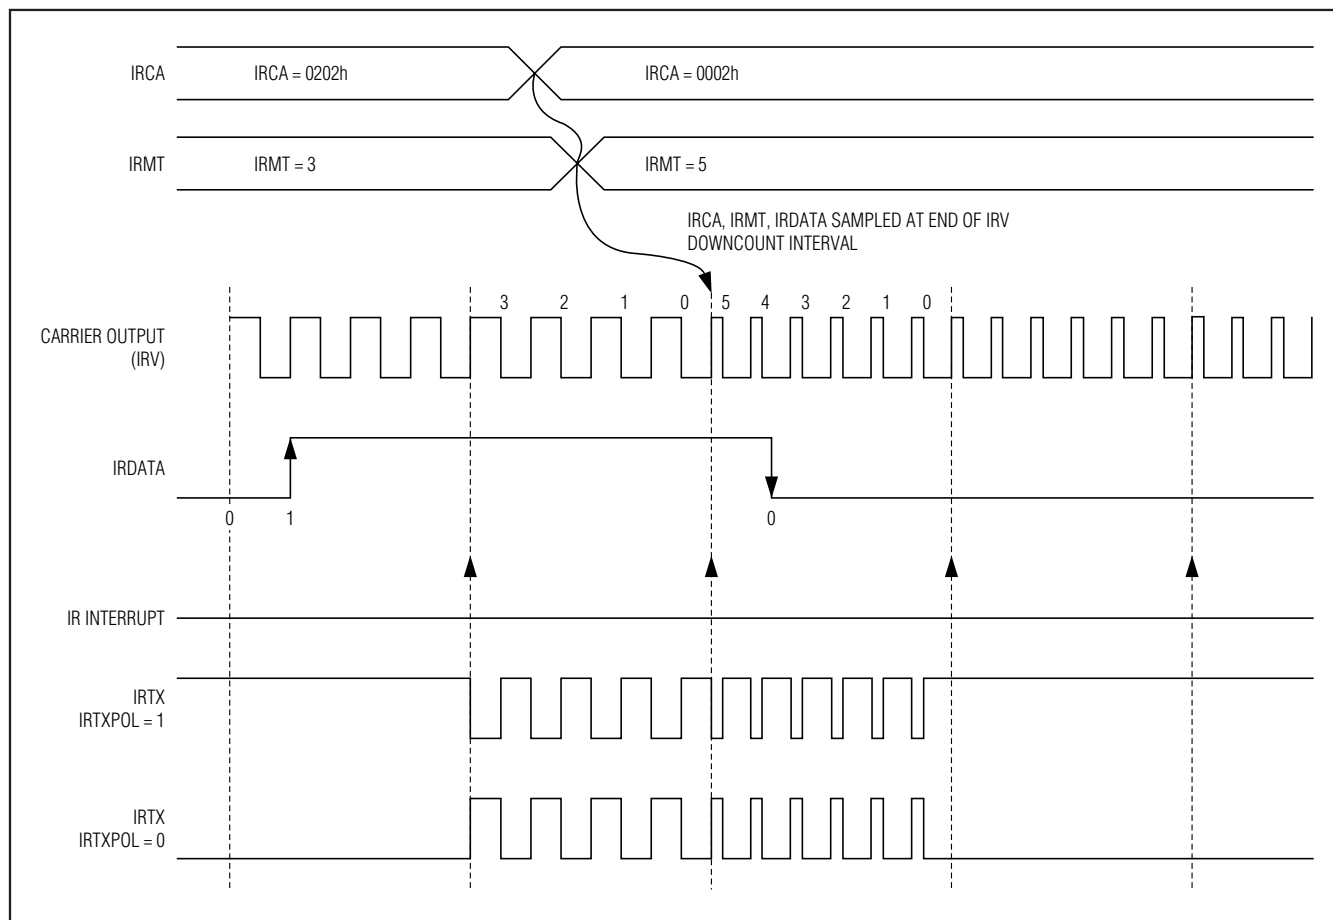 IRCA
IRCA = 0202h
IRCA = 0002h
IRMT
IRMT = 3
IRMT = 5
IRCA, IRMT, IRDATA SAMPLED AT END OF IRV
DOWNCOUNT INTERVAL
3 2 1 0 5 4 3 2 1 0
CARRIER OUTPUT
(IRV)
IRDATA
0 1 0
IR INTERRUPT
IRTX
IRTXPOL = 1
IRTX
IRTXPOL = 0